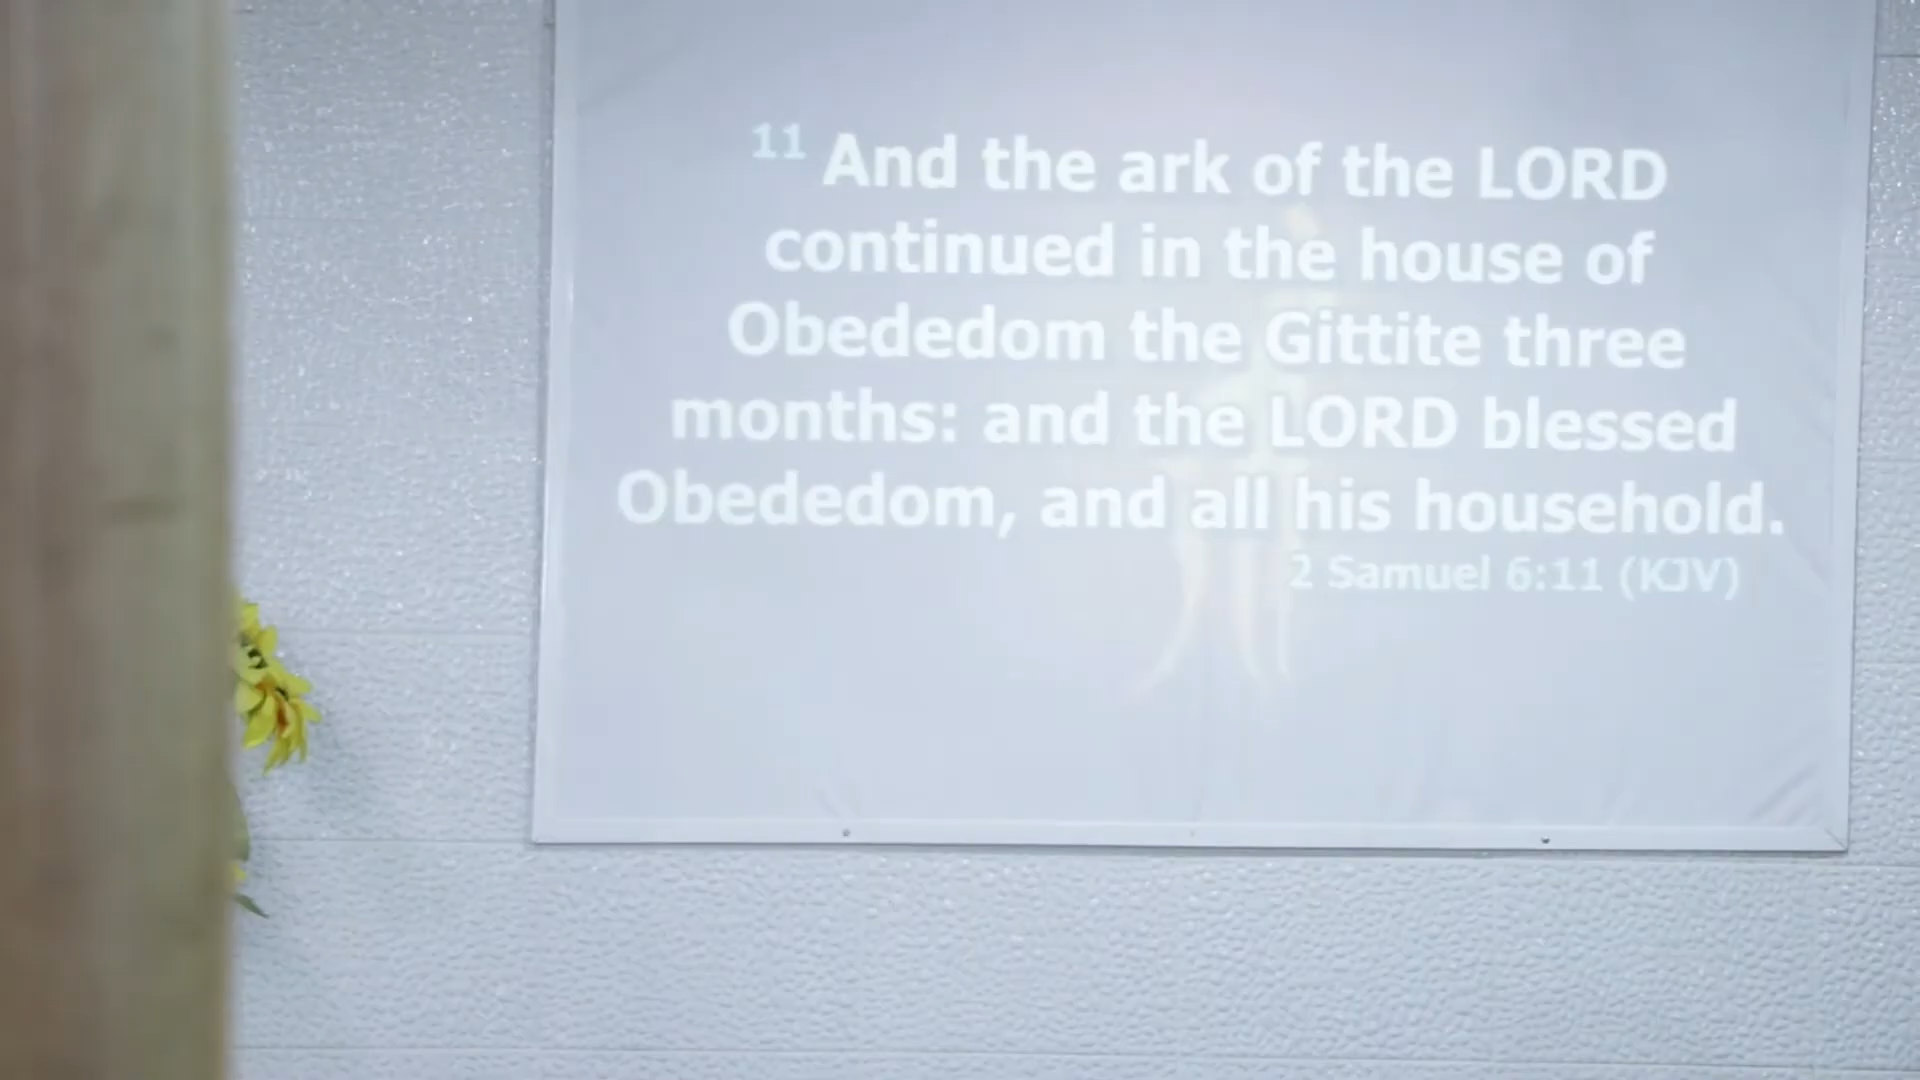 11 And the ark of the LORD
continued in the house of
Obededom the Gittite three
months: and the LORD blessed
Obededom, and all his household.
2 Samuel 6:11 (KJV)